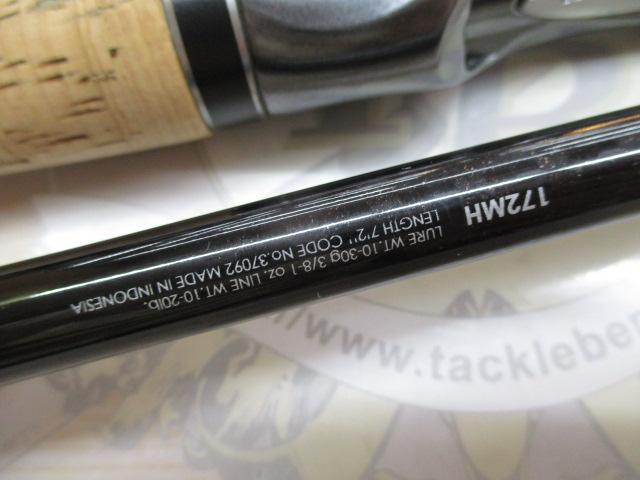 172MH
LENGTH 7'2'' CODE No.37092 MADE IN INDONESIA
LURE WT.10-30g 3/8-1 oz. LINE WT.10-20lb.
www.tackleber